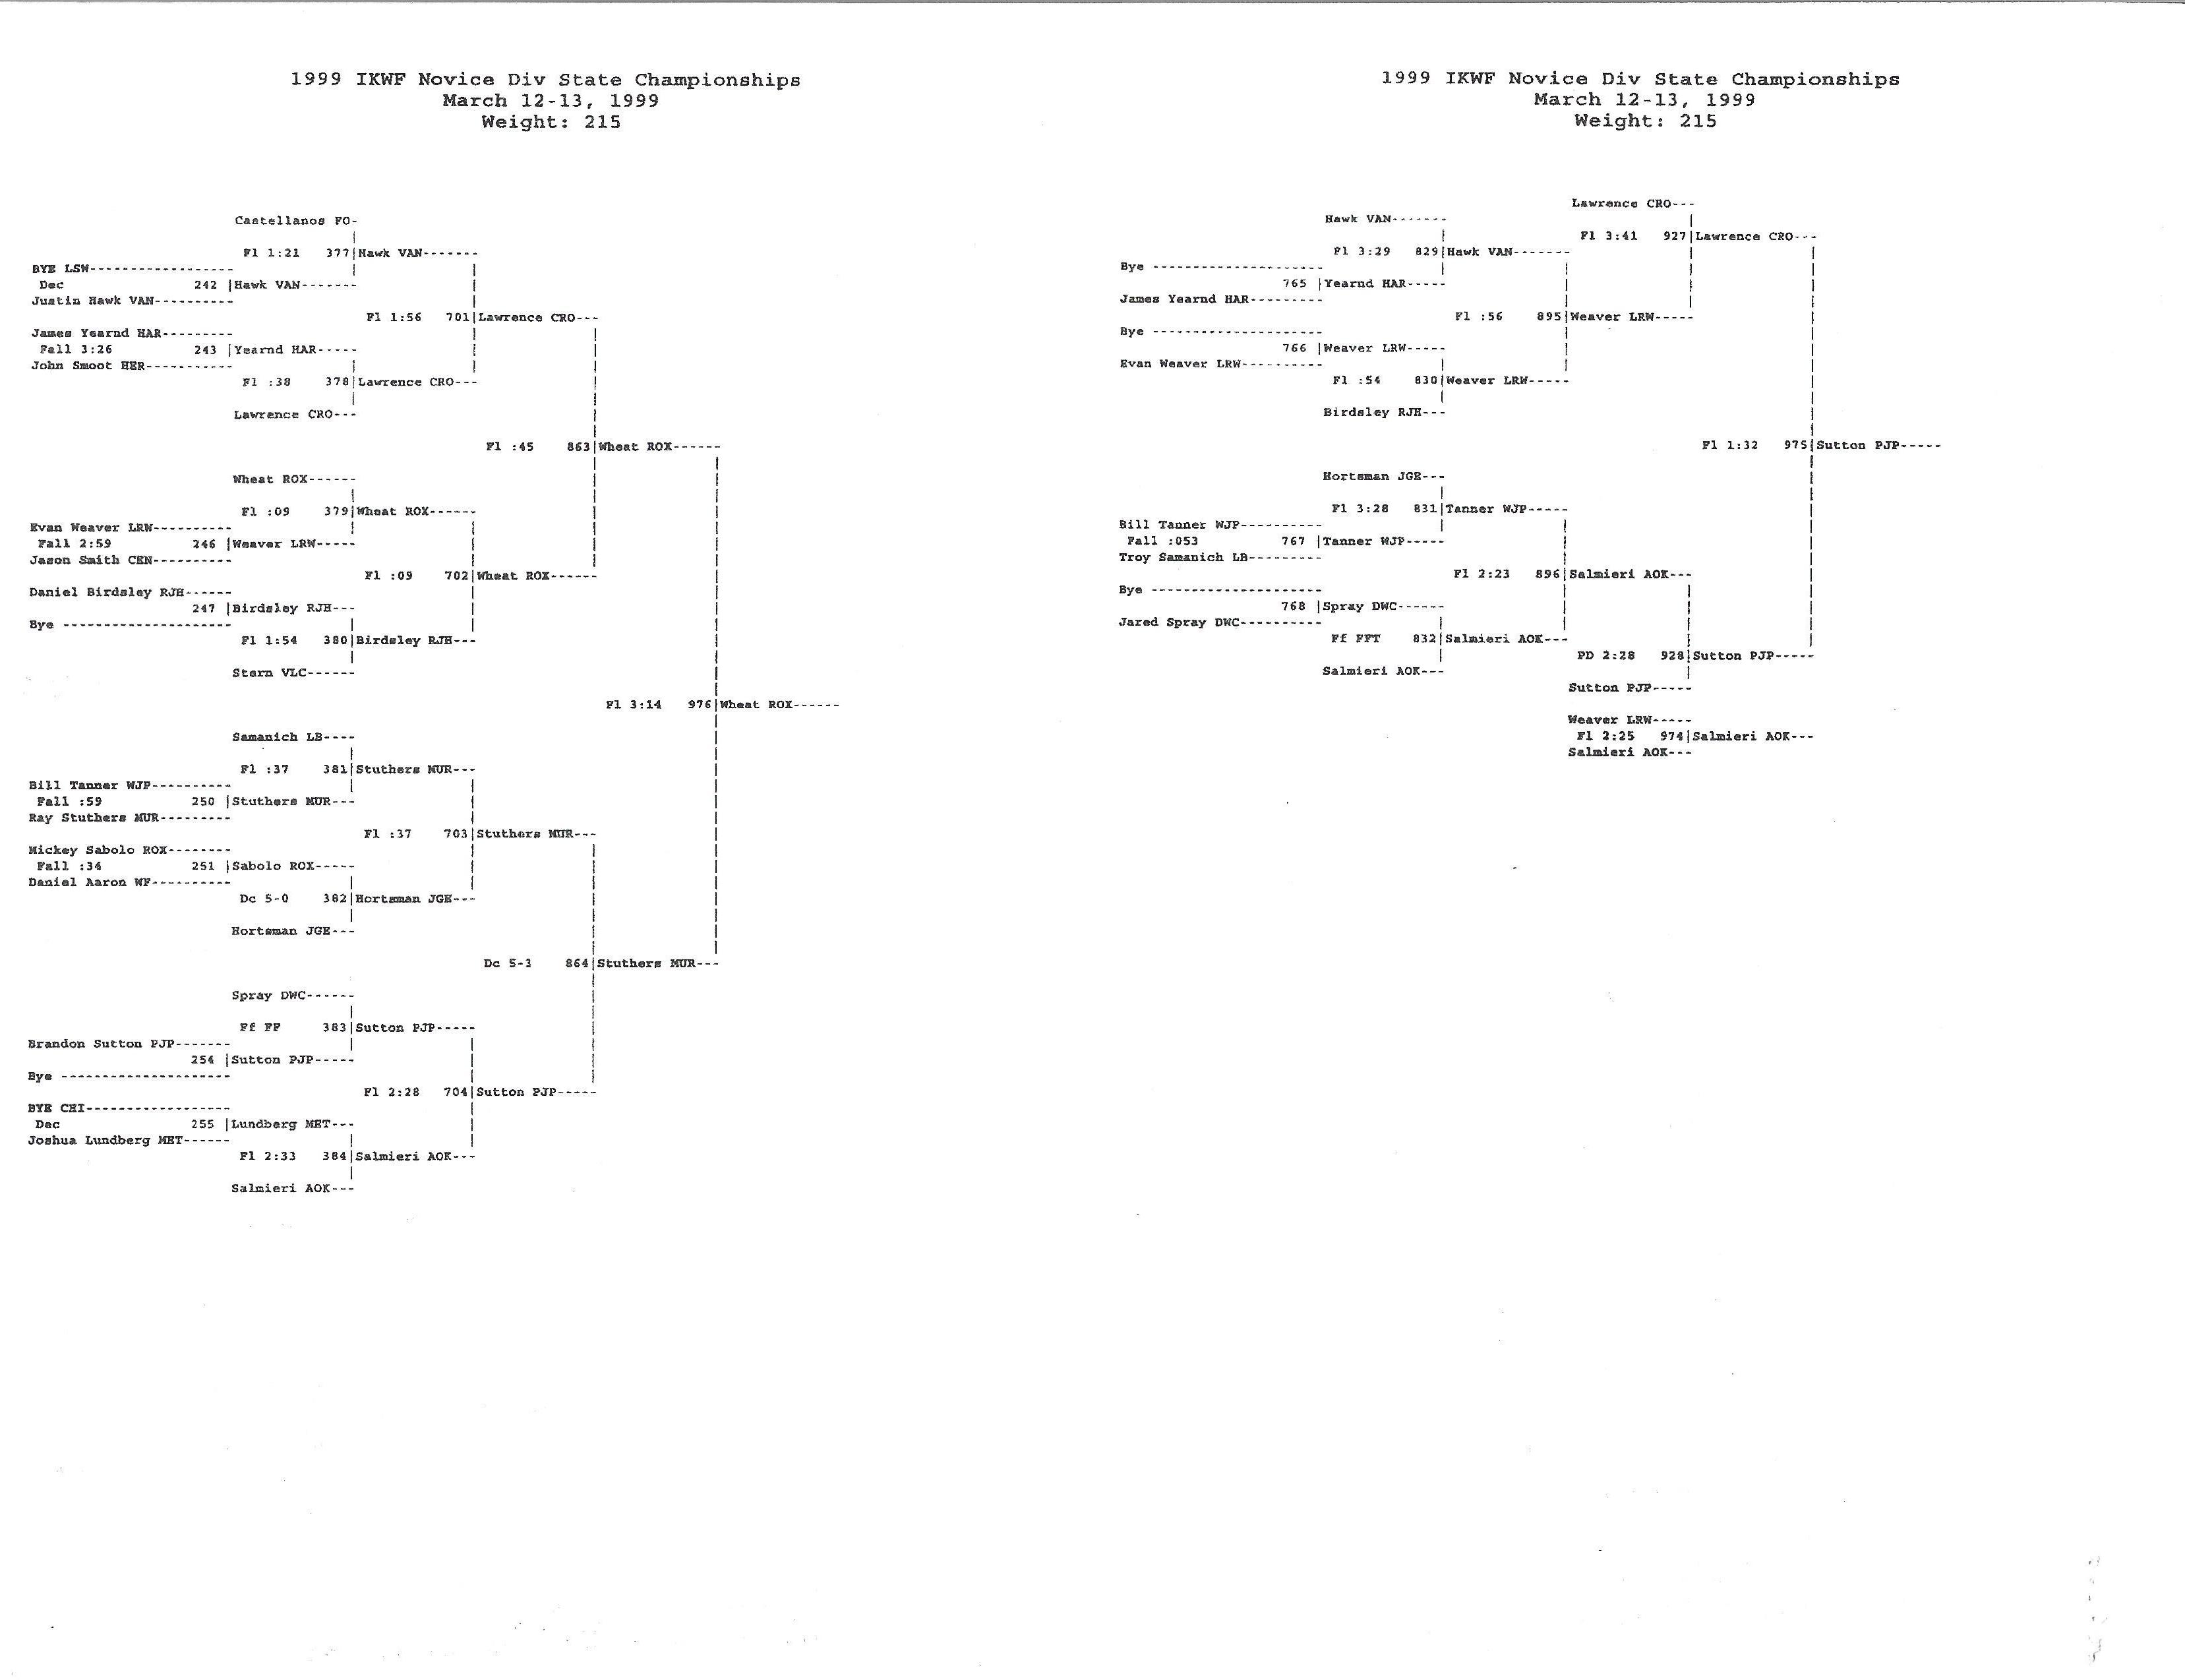 1999 IKWF Novice Div State Championships
March 12-13, 1999
Weight: 215
Castellanos FO-
Fl 1:21 377|Hawk VAN-------
BYE LSW------------------
Dec 242 |Hawk VAN-------
Justin Hawk VAN----------
Fl 1:56 701|Lawrence CRO---
James Yearnd HAR---------
Fall 3:26 243 |Yearnd HAR-----
John Smoot HER-----------
Fl :38 378|Lawrence CRO---
Lawrence CRO---
Fl :45 863|Wheat ROX------
Wheat ROX------
Fl :09 379|Wheat ROX------
Evan Weaver LRW----------
Fall 2:59 246 |Weaver LRW-----
Jason Smith CEN----------
Fl :09 702|Wheat ROX------
Daniel Birdsley RJH------
247 |Birdsley RJH---
Bye ---------------------
Fl 1:54 380|Birdsley RJH---
Stern VLC------
Fl 3:14 976|Wheat ROX------
Samanich LB----
Fl :37 381|Stuthers MUR---
Bill Tanner WJP----------
Fall :59 250 |Stuthers MUR---
Ray Stuthers MUR---------
Fl :37 703|Stuthers MUR---
Mickey Sabolo ROX--------
Fall :34 251 |Sabolo ROX-----
Daniel Aaron WF----------
Dc 5-0 382|Hortsman JGE---
Hortsman JGE---
Dc 5-3 864|Stuthers MUR---
Spray DWC------
Ff FF 383|Sutton PJP-----
Brandon Sutton PJP-------
254 |Sutton PJP-----
Bye ---------------------
Fl 2:28 704|Sutton PJP-----
BYE CHI------------------
Dec 255 |Lundberg MET---
Joshua Lundberg MET------
Fl 2:33 384|Salmieri AOK---
Salmieri AOK---
1999 IKWF Novice Div State Championships
March 12-13, 1999
Weight: 215
Lawrence CRO---
Hawk VAN-------
Fl 3:41 927|Lawrence CRO---
Fl 3:29 829|Hawk VAN-------
Bye ---------------------
765 |Yearnd HAR-----
James Yearnd HAR---------
Fl :56 895|Weaver LRW-----
Bye ---------------------
766 |Weaver LRW-----
Evan Weaver LRW----------
Fl :54 830|Weaver LRW-----
Birdsley RJH---
Fl 1:32 975|Sutton PJP-----
Hortsman JGE---
Fl 3:28 831|Tanner WJP-----
Bill Tanner WJP----------
Fall :053 767 |Tanner WJP-----
Troy Samanich LB---------
Fl 2:23 896|Salmieri AOK---
Bye ---------------------
768 |Spray DWC------
Jared Spray DWC----------
Ff FFT 832|Salmieri AOK---
PD 2:28 928|Sutton PJP-----
Salmieri AOK---
Sutton PJP-----
Weaver LRW-----
Fl 2:25 974|Salmieri AOK---
Salmieri AOK---